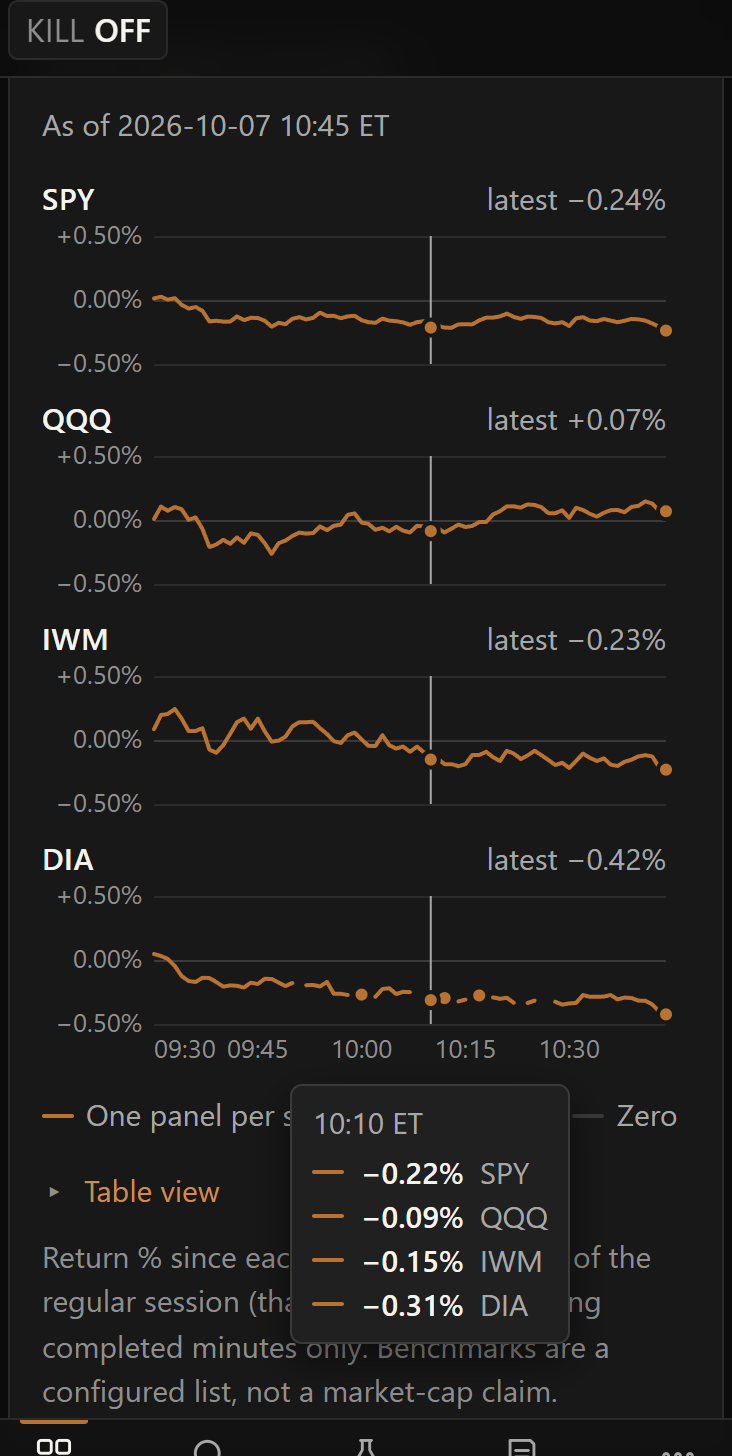 KILL OFF
As of 2026-10-07 10:45 ET
SPY latest −0.24%
+0.50%
0.00%
−0.50%
QQQ latest +0.07%
+0.50%
0.00%
−0.50%
IWM latest −0.23%
+0.50%
0.00%
−0.50%
DIA latest −0.42%
+0.50%
0.00%
−0.50%
09:30 09:45 10:00 10:15 10:30
One panel per Zero
10:10 ET
−0.22% SPY
−0.09% QQQ
−0.15% IWM
−0.31% DIA
Table view
Return % since of the
regular session
completed minutes only. Benchmarks are a
configured list, not a market-cap claim.